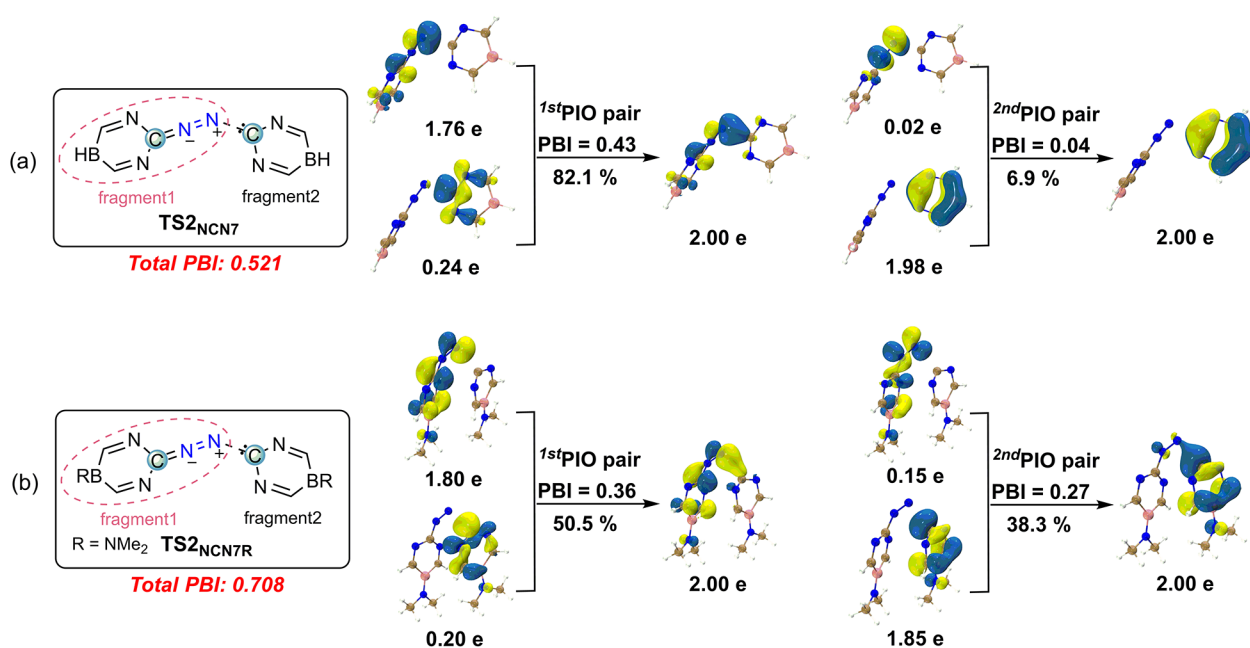 (a)
N
N
HB
C
=
N
=
N
−
+
C
N
N
BH
N
N
fragment1
fragment2
TS2NCN7
Total PBI: 0.521
1.76 e
0.24 e
1stPIO pair
PBI = 0.43
82.1 %
2.00 e
0.02 e
1.98 e
2ndPIO pair
PBI = 0.04
6.9 %
2.00 e
(b)
N
N
RB
C
=
N
=
N
−
+
C
N
N
BR
fragment1
fragment2
R = NMe2
TS2NCN7R
Total PBI: 0.708
1.80 e
0.20 e
1stPIO pair
PBI = 0.36
50.5 %
2.00 e
0.15 e
1.85 e
2ndPIO pair
PBI = 0.27
38.3 %
2.00 e